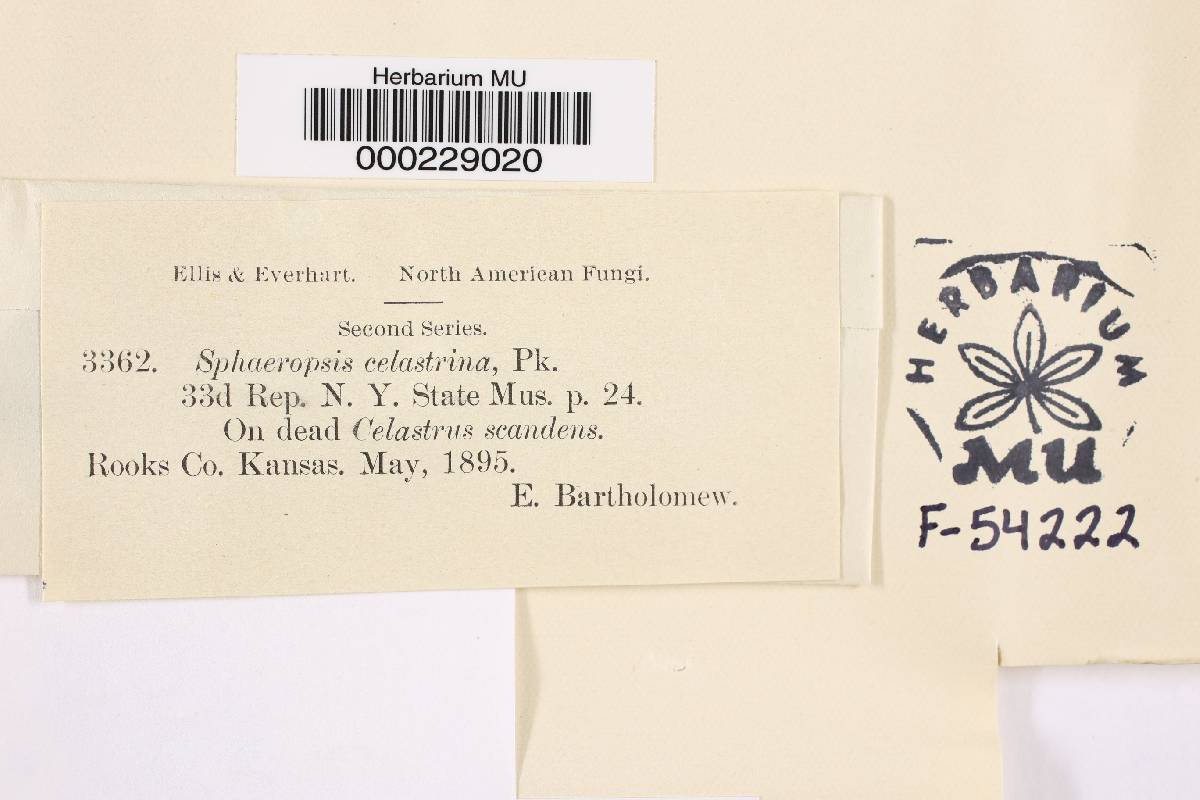 Herbarium MU
000229020
Ellis & Everhart. North American Fungi.
Second Series.
3362. Sphaeropsis celastrina, Pk.
33d Rep. N. Y. State Mus. p. 24.
On dead Celastrus scandens.
Rooks Co. Kansas. May, 1895.
E. Bartholomew.
HERBARIUM
MU
F-54222